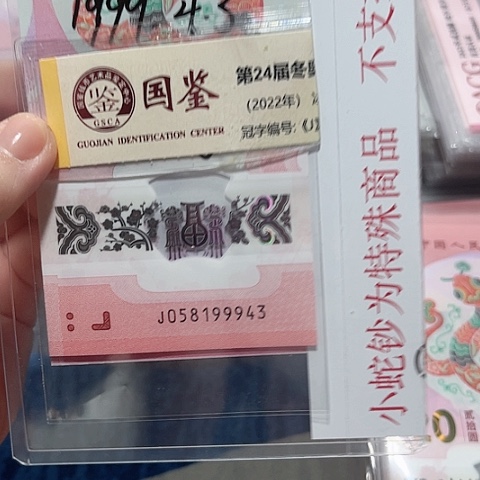 1999.4.3
国鉴
GSCA
GUOJIAN IDENTIFICATION CENTER
第24届冬
(2022年)
冠字编号:《J
J058199943
小蛇钞为特殊商品 不支